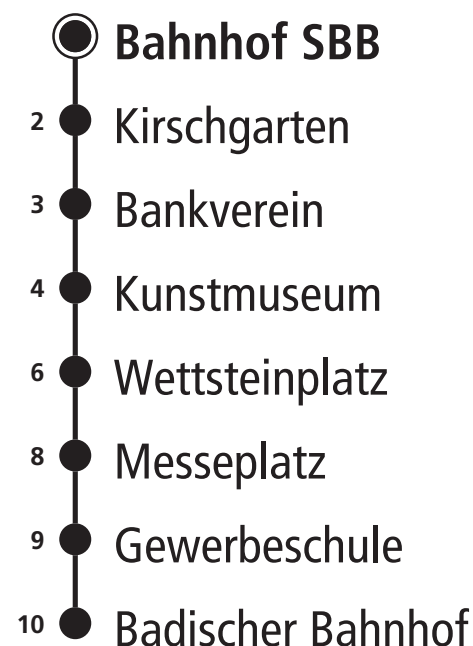 Bahnhof SBB
2 Kirschgarten
3 Bankverein
4 Kunstmuseum
6 Wettsteinplatz
8 Messeplatz
9 Gewerbeschule
10 Badischer Bahnhof